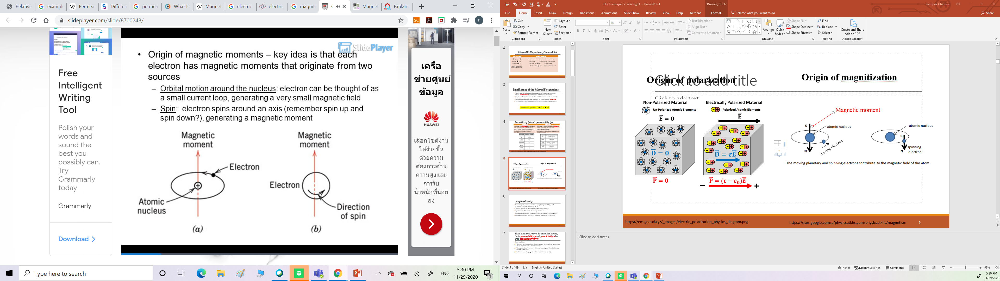 Relative
exampl
Permea
Differen
permea
What Is
Magnet
electric
electric
magnit
Magnet
Explain
slideplayer.com/slide/8700248/
SC
r
Free
Intelligent
Writing
Tool
Polish your
words and
sound the
best you
possibly can.
Try
Grammarly
today
Grammarly
Download
SlidePlayer
• Origin of magnetic moments – key idea is that each
electron has magnetic moments that originate from two
sources
– Orbital motion around the nucleus: electron can be thought of as
a small current loop, generating a very small magnetic field
– Spin: electron spins around an axis (remember spin up and
spin down?), generating a magnetic moment
Magnetic
moment
Electron
Atomic
nucleus
(a)
Magnetic
moment
Electron
Direction
of spin
(b)
เครือ
ข่ายศูนย์
ข้อมูล
HUAWEI
เลือกไซต์งาน
ได้ง่ายขึ้น
ด้วยความ
ต้องการด้าน
ความสูงและ
การรับ
น้ำหนักที่น้อย
ลง
Type here to search
ENG
5:30 PM
11/29/2020
1
Electromagnetic Waves_63 - PowerPoint
Drawing Tools
Rachpak Chitaree
File Home Insert Draw Design Transitions Animations Slide Show Review View Help Acrobat Format Tell me what you want to do
Share
Paste
Cut
Copy
Format Painter
Clipboard
New
Slide
Layout
Reset
Section
Slides
18
B I U S abc AV Aa A
Font
Text Direction
Align Text
Convert to SmartArt
Paragraph
Arrange
Quick
Styles
Shape Fill
Shape Outline
Shape Effects
Drawing
Find
Replace
Select
Editing
Create and Share
Adobe PDF
Adobe Acrobat
2
Maxwell's Equations, General Set
Point Form
Integral Form
3
Significance of the Maxwell's equations
4
Permittivity (ε) and permeability (μ)
5
Origin of polarization
Origin of magnitization
6
Scopes of study
7
Electromagnetic waves in a medium having
finite permeability μ and permittivity ε but
with conductivity σ = 0
Click to add title
Origin of polarization
Origin of magnitization
Click to add text
Non-Polarized Material
Un-Polarized Atomic Elements
E⃗ = 0
D⃗ = 0
P⃗ = 0
Electrically Polarized Material
Polarized Atomic Elements
E⃗
D⃗ = εE⃗
P⃗ = (ε − ε₀)E⃗
− +
Magnetic moment
S
atomic nucleus
N
moving electron
atomic nucleus
S
N
spinning
electron
The moving planetary and spinning electrons contribute to the magnetic field of the atom.
https://em.geosci.xyz/_images/electric_polarization_physics_diagram.png
https://sites.google.com/a/physicsatkhs.com/physicsatkhs/magnetism
5
Click to add notes
Slide 5 of 49
English (United States)
Notes
Display Settings
Comments
98%
5:30 PM
11/29/2020